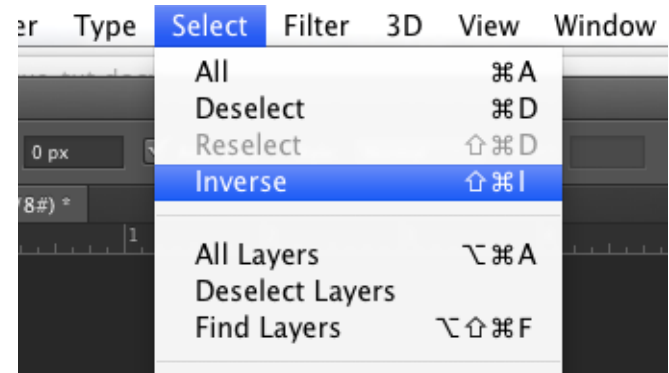 er Type Select Filter 3D View Window
All ⌘A
Deselect ⌘D
0 px Reselect ⇧⌘D
Inverse ⇧⌘I
/8#) *
1
All Layers ⌥⌘A
Deselect Layers
Find Layers ⌥⇧⌘F